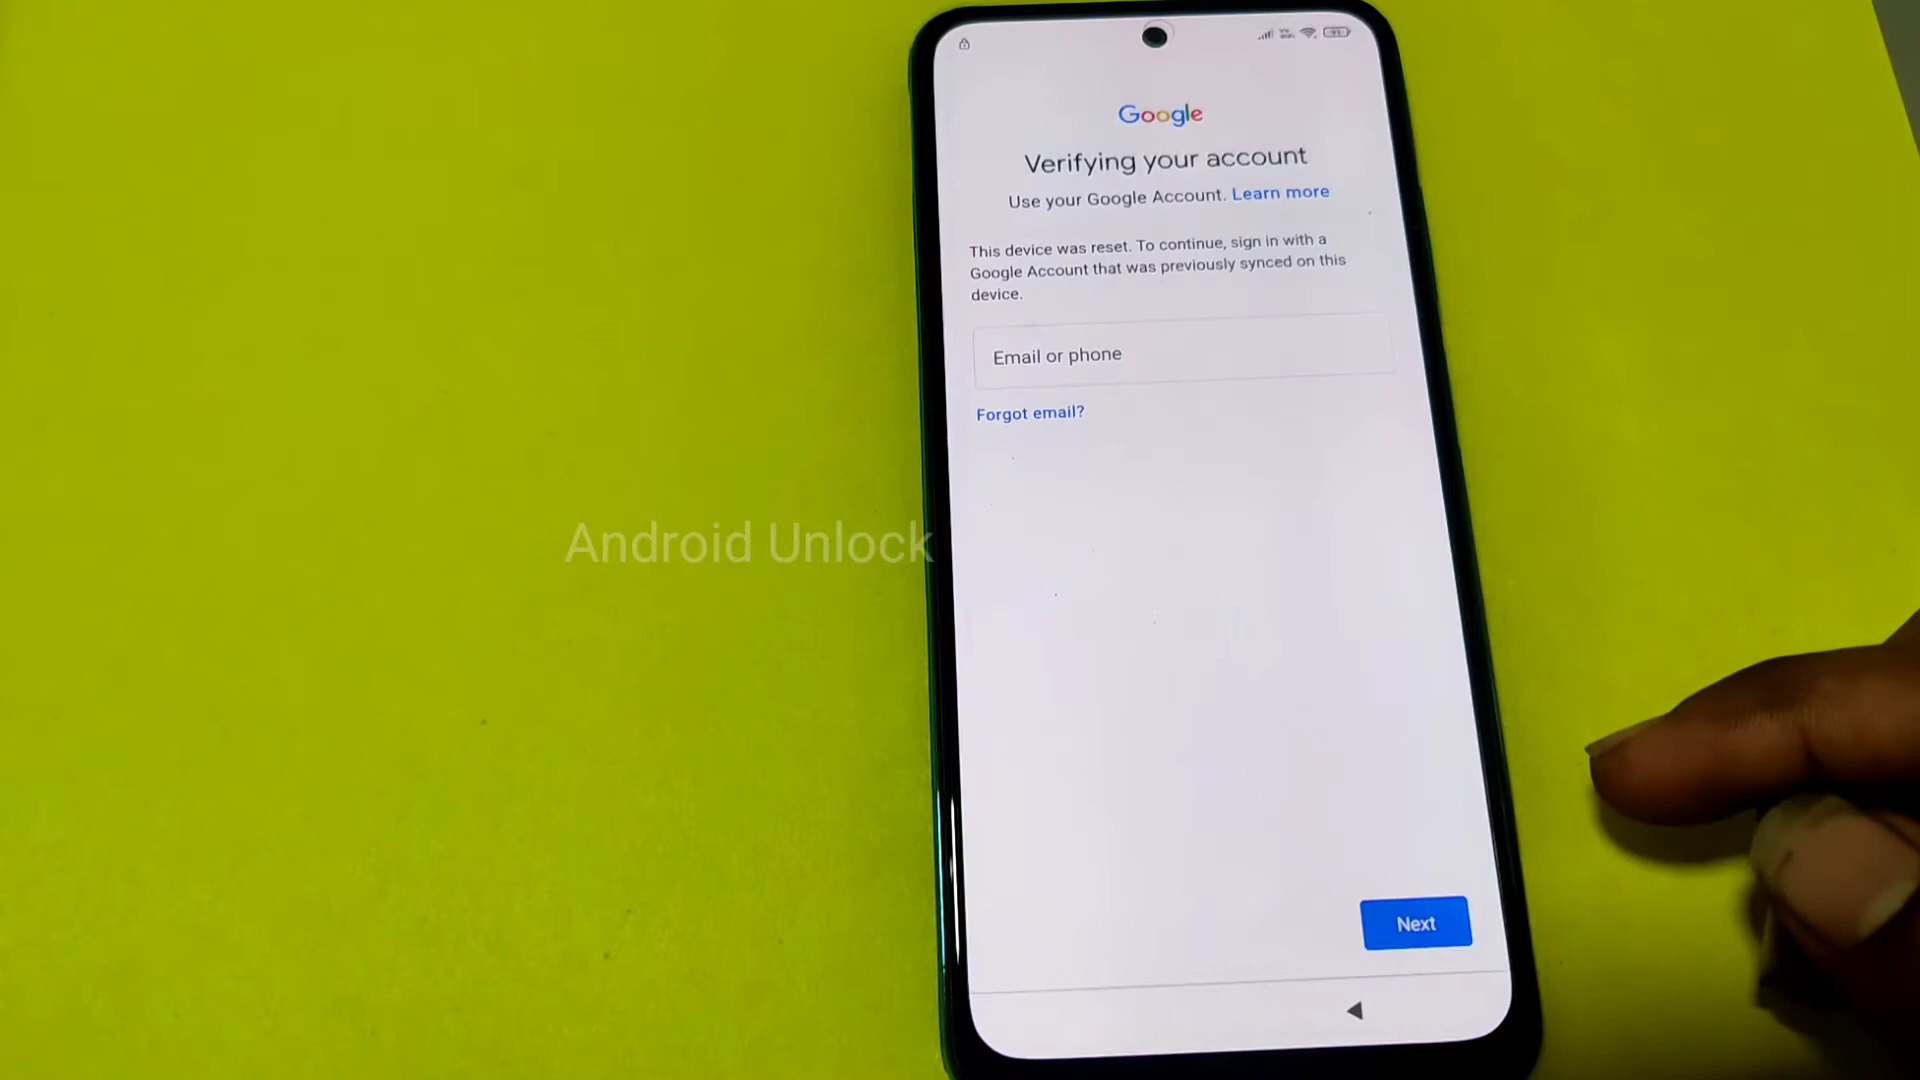 Google
Verifying your account
Use your Google Account. Learn more
This device was reset. To continue, sign in with a
Google Account that was previously synced on this
device.
Email or phone
Forgot email?
Android Unlock
Next